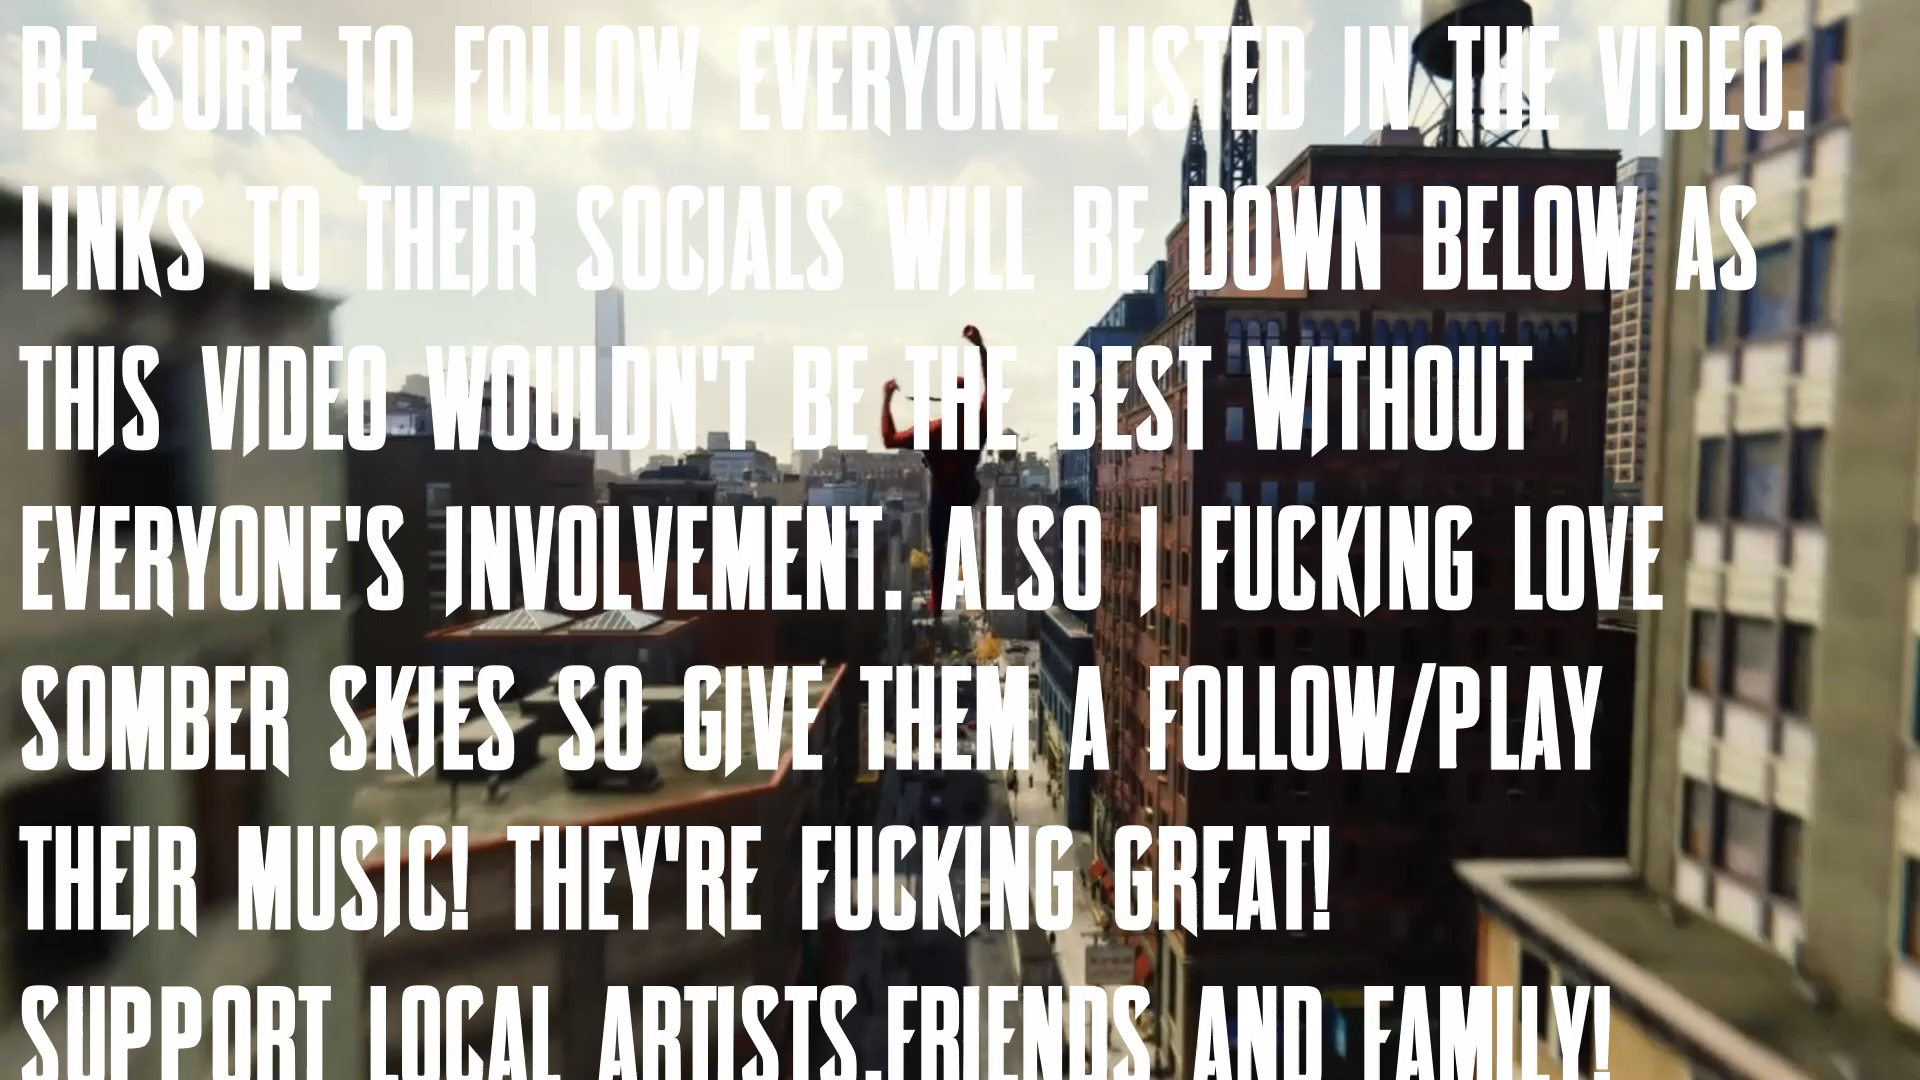 BE SURE TO FOLLOW EVERYONE LISTED IN THE VIDEO.
LINKS TO THEIR SOCIALS WILL BE DOWN BELOW AS
THIS VIDEO WOULDN'T BE THE BEST WITHOUT
EVERYONE'S INVOLVEMENT. ALSO I FUCKING LOVE
SOMBER SKIES SO GIVE THEM A FOLLOW/PLAY
THEIR MUSIC! THEY'RE FUCKING GREAT!
SUPPORT LOCAL ARTISTS,FRIENDS AND FAMILY!